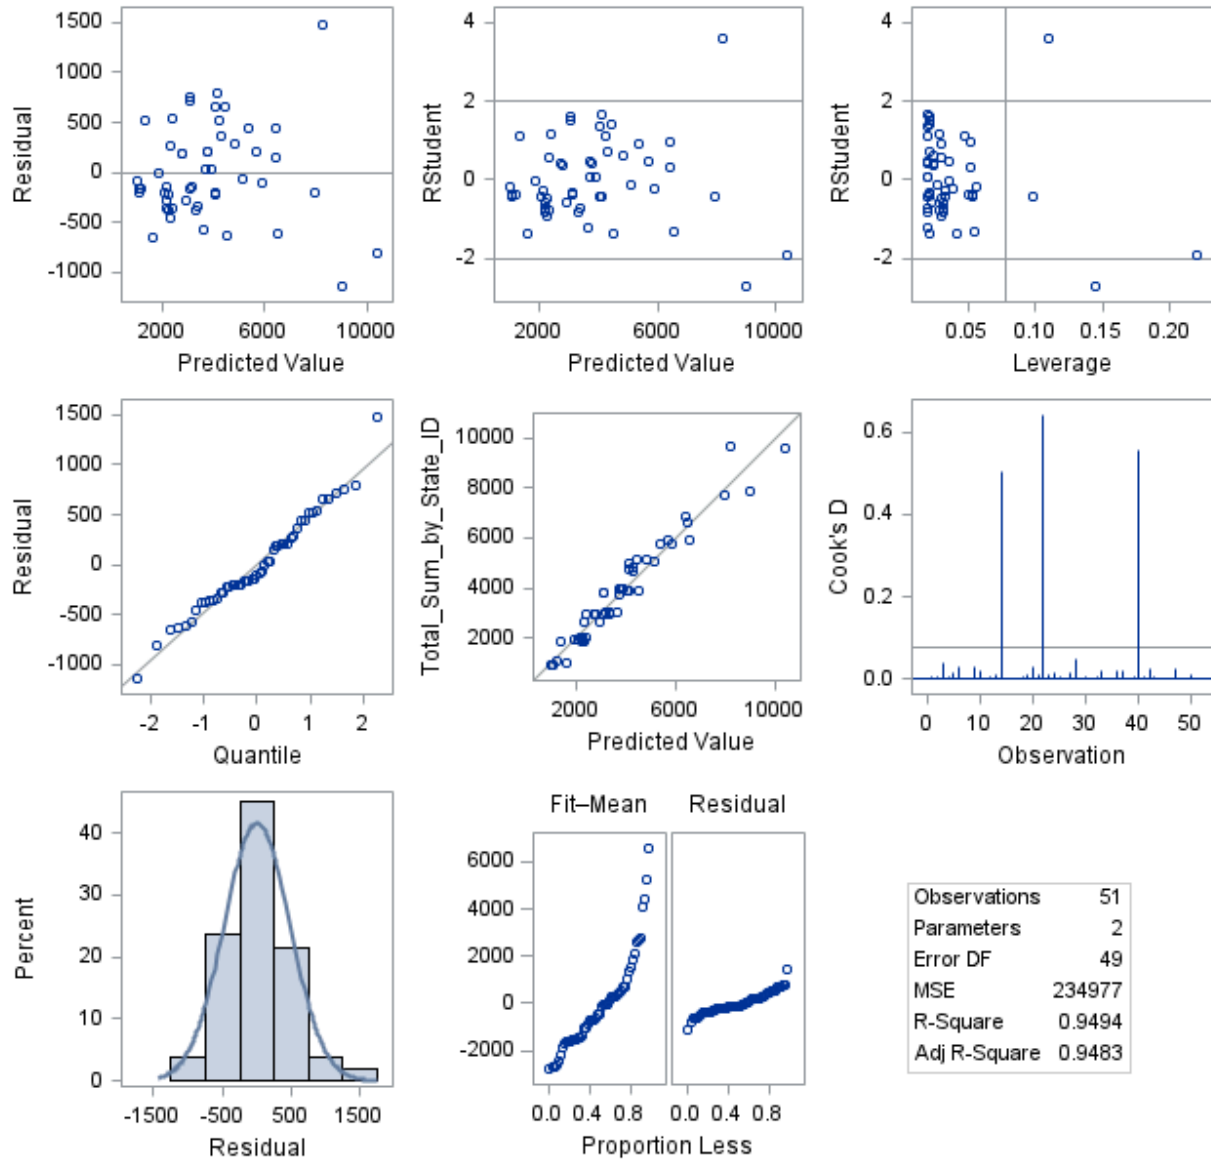 1500
1000
500
0
-500
-1000
Residual
2000 6000 10000
Predicted Value
4
2
0
-2
RStudent
2000 6000 10000
Predicted Value
4
2
0
-2
RStudent
0.05 0.10 0.15 0.20
Leverage
1500
1000
500
0
-500
-1000
Residual
-2 -1 0 1 2
Quantile
10000
8000
6000
4000
2000
Total_Sum_by_State_ID
2000 6000 10000
Predicted Value
0.6
0.4
0.2
0.0
Cook's D
0 10 20 30 40 50
Observation
40
30
20
10
0
Percent
-1500 -500 500 1500
Residual
Fit–Mean Residual
6000
4000
2000
0
-2000
0.0 0.4 0.8 0.0 0.4 0.8
Proportion Less
Observations 51
Parameters 2
Error DF 49
MSE 234977
R-Square 0.9494
Adj R-Square 0.9483